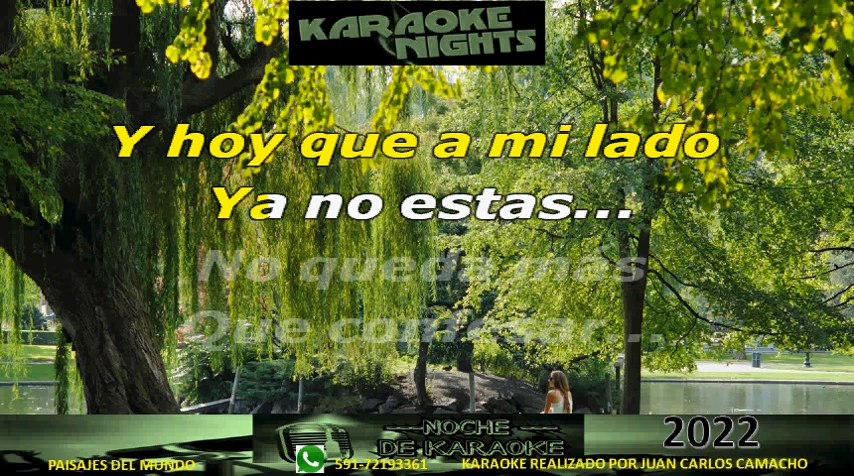 KARAOKE
NIGHTS
Y hoy que a mi lado
Ya no estas...
No queda más
Que confesar...
NOCHE
DE KARAOKE
2022
PAISAJES DEL MUNDO
591-72193361
KARAOKE REALIZADO POR JUAN CARLOS CAMACHO